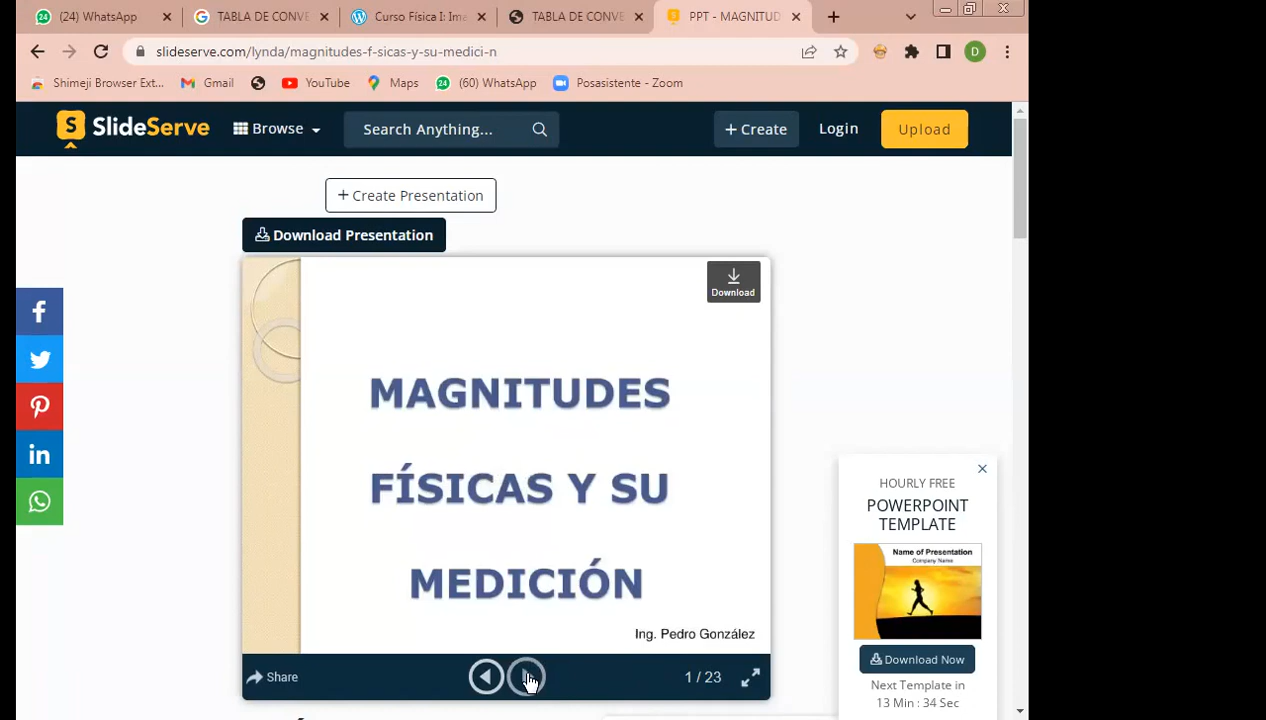 (24) WhatsApp
TABLA DE CONVE
Curso Física I: Ima
TABLA DE CONVE
PPT - MAGNITUD
slideserve.com/lynda/magnitudes-f-sicas-y-su-medici-n
D
Shimeji Browser Ext...
Gmail
YouTube
Maps
(60) WhatsApp
Posasistente - Zoom
SlideServe
Browse
Search Anything...
+ Create
Login
Upload
+ Create Presentation
Download Presentation
Download
MAGNITUDES
FÍSICAS Y SU
MEDICIÓN
Ing. Pedro González
Share
1 / 23
HOURLY FREE
POWERPOINT
TEMPLATE
Name of Presentation
Company Name
Download Now
Next Template in
13 Min : 34 Sec